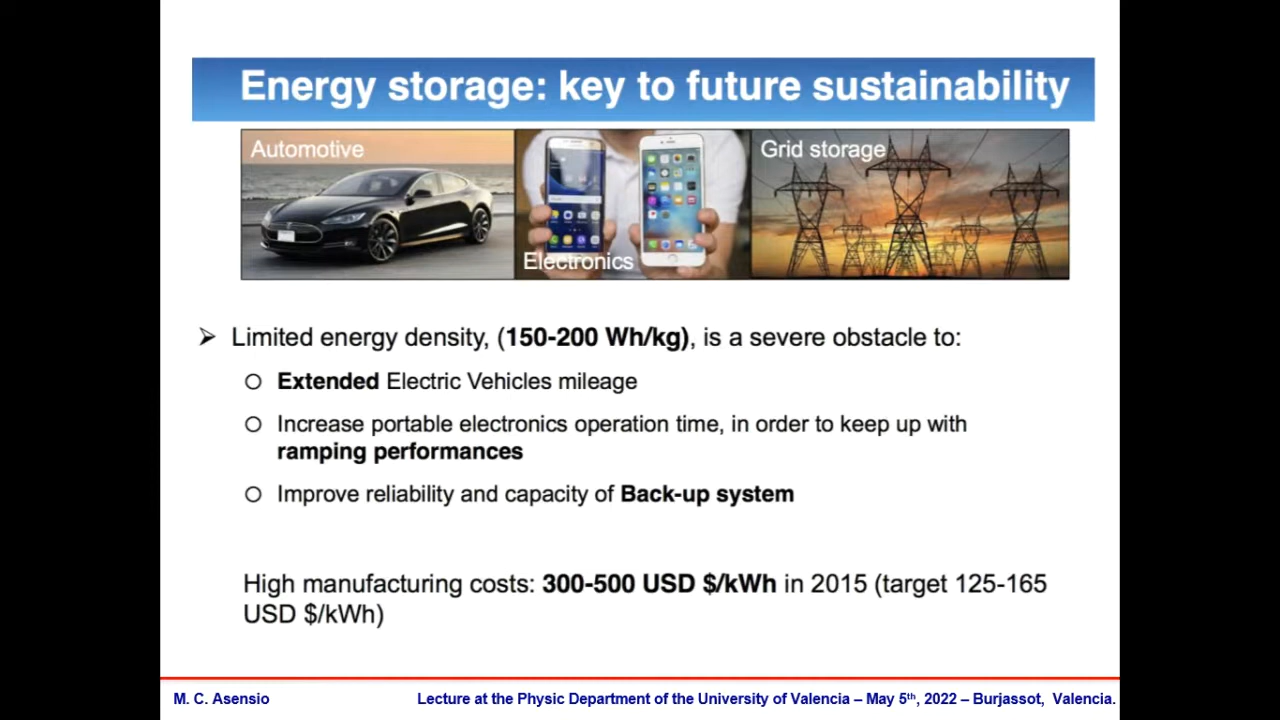 Energy storage: key to future sustainability
Automotive
Electronics
Grid storage
➢ Limited energy density, (150-200 Wh/kg), is a severe obstacle to:
○ Extended Electric Vehicles mileage
○ Increase portable electronics operation time, in order to keep up with
ramping performances
○ Improve reliability and capacity of Back-up system
High manufacturing costs: 300-500 USD $/kWh in 2015 (target 125-165
USD $/kWh)
M. C. Asensio
Lecture at the Physic Department of the University of Valencia – May 5th, 2022 – Burjassot, Valencia.